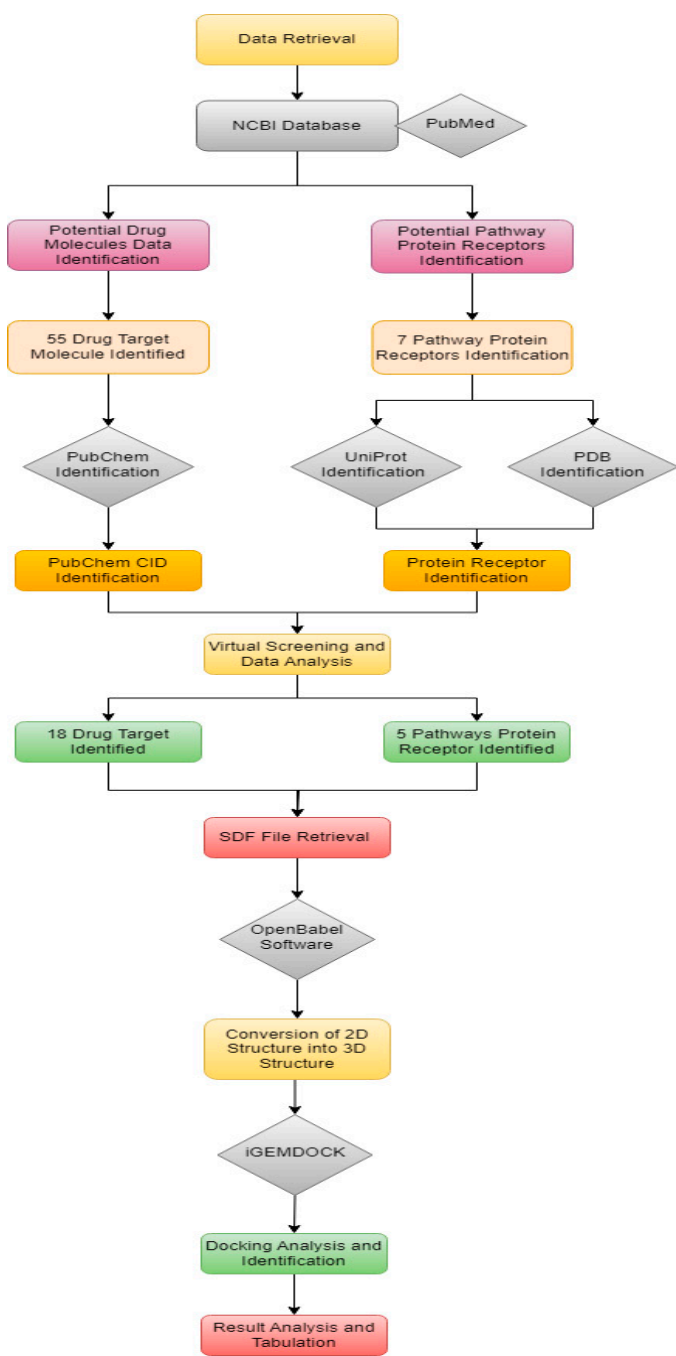 Data Retrieval
NCBI Database
PubMed
Potential Drug
Molecules Data
Identification
Potential Pathway
Protein Receptors
Identification
55 Drug Target
Molecule Identified
7 Pathway Protein
Receptors Identification
PubChem
Identification
UniProt
Identification
PDB
Identification
PubChem CID
Identification
Protein Receptor
Identification
Virtual Screening and
Data Analysis
18 Drug Target
Identified
5 Pathways Protein
Receptor Identified
SDF File Retrieval
OpenBabel
Software
Conversion of 2D
Structure into 3D
Structure
iGEMDOCK
Docking Analysis and
Identification
Result Analysis and
Tabulation